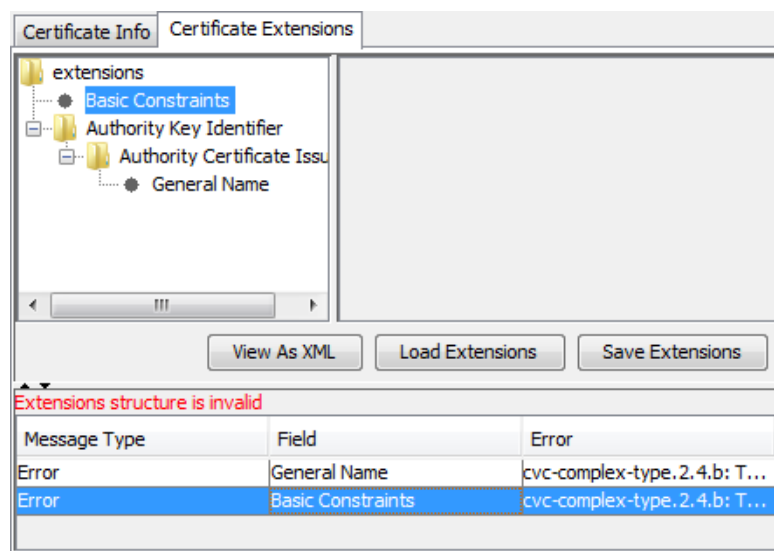 Certificate Info Certificate Extensions
extensions
Basic Constraints
Authority Key Identifier
Authority Certificate Issu
General Name
View As XML Load Extensions Save Extensions
Extensions structure is invalid
Message Type Field Error
Error General Name cvc-complex-type.2.4.b: T...
Error Basic Constraints cvc-complex-type.2.4.b: T...